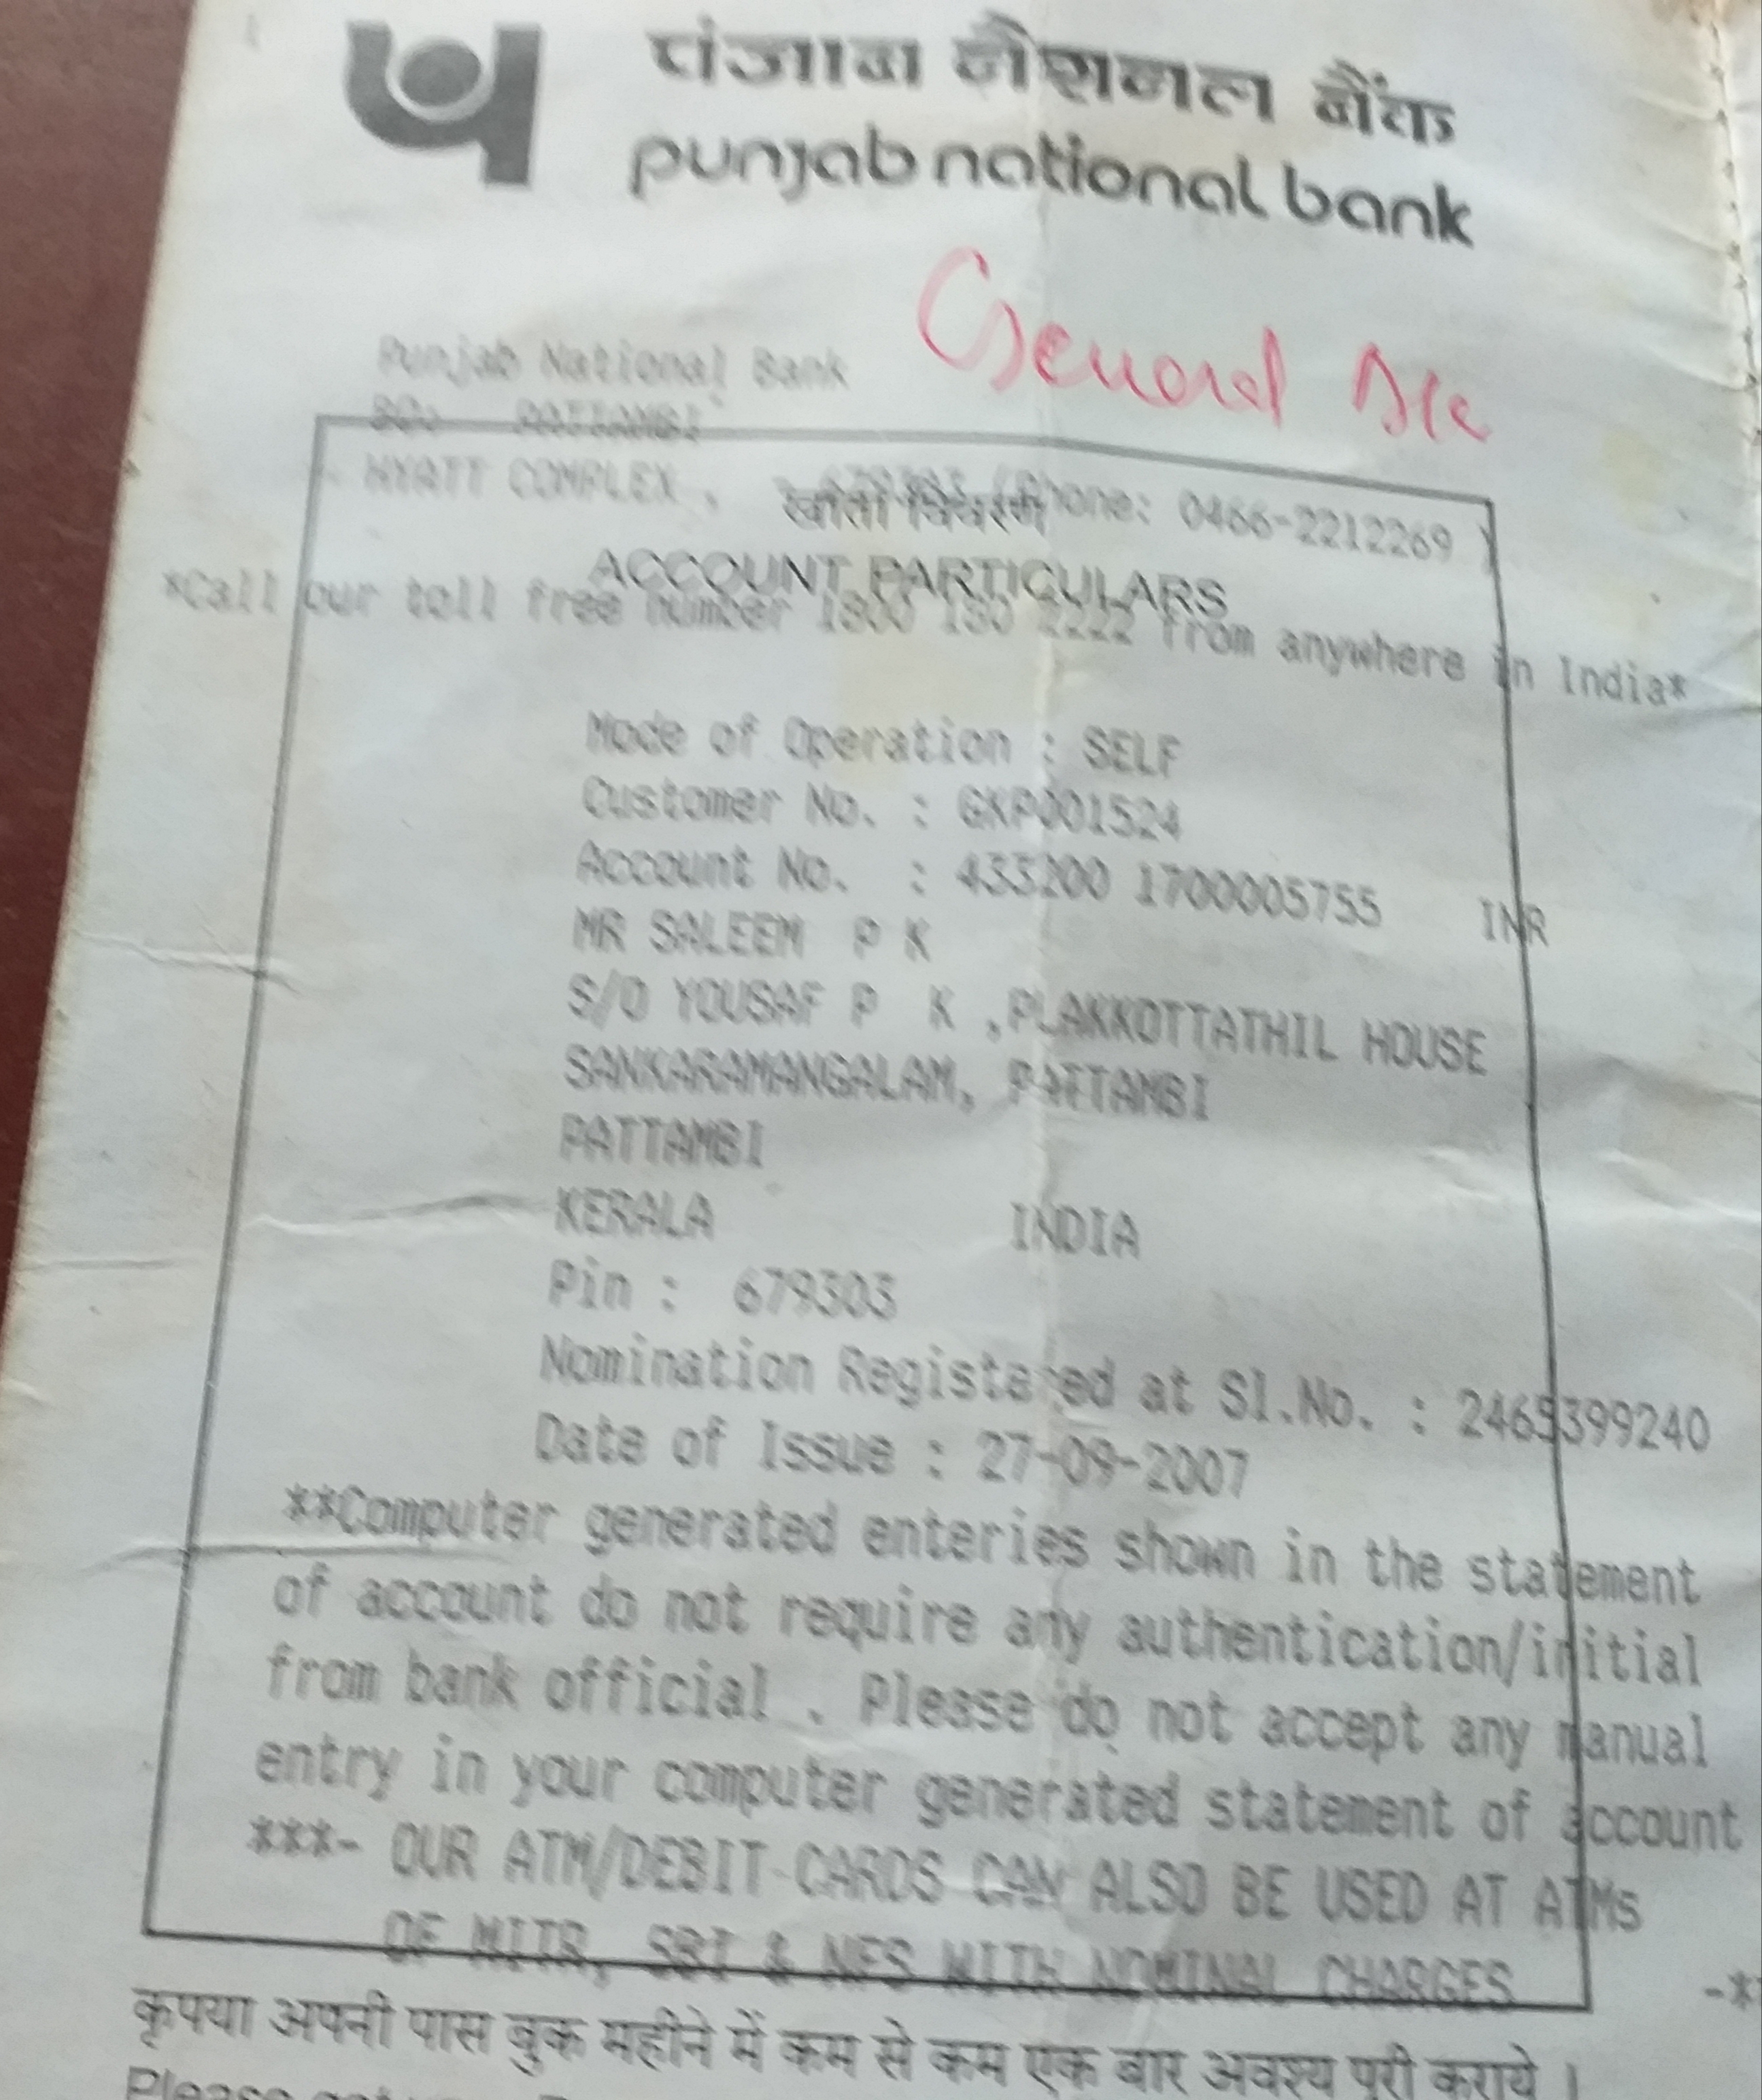 पंजाब नैशनल बैंक
punjab national bank
General A/c
Punjab National Bank
BO: PATTAMBI
HYATT COMPLEX , 679303 (Phone: 0466-2212269 )
खाता विवरण
ACCOUNT PARTICULARS
*Call our toll free number 1800 180 2222 from anywhere in India*
Mode of Operation : SELF
Customer No. : GKP001524
Account No. : 433200 1700005755 INR
MR SALEEM P K
S/O YOUSAF P K ,PLAKKOTTATHIL HOUSE
SANKARAMANGALAM, PATTAMBI
PATTAMBI
KERALA INDIA
Pin : 679303
Nomination Registered at Sl.No. : 2465399240
Date of Issue : 27-09-2007
**Computer generated enteries shown in the statement
of account do not require any authentication/initial
from bank official . Please do not accept any manual
entry in your computer generated statement of account
***- OUR ATM/DEBIT CARDS CAN ALSO BE USED AT ATMs
OF MITR, SBI & NFS WITH NOMINAL CHARGES -*
कृपया अपनी पास बुक महीने में कम से कम एक बार अवश्य पूरी कराये ।
Please get your